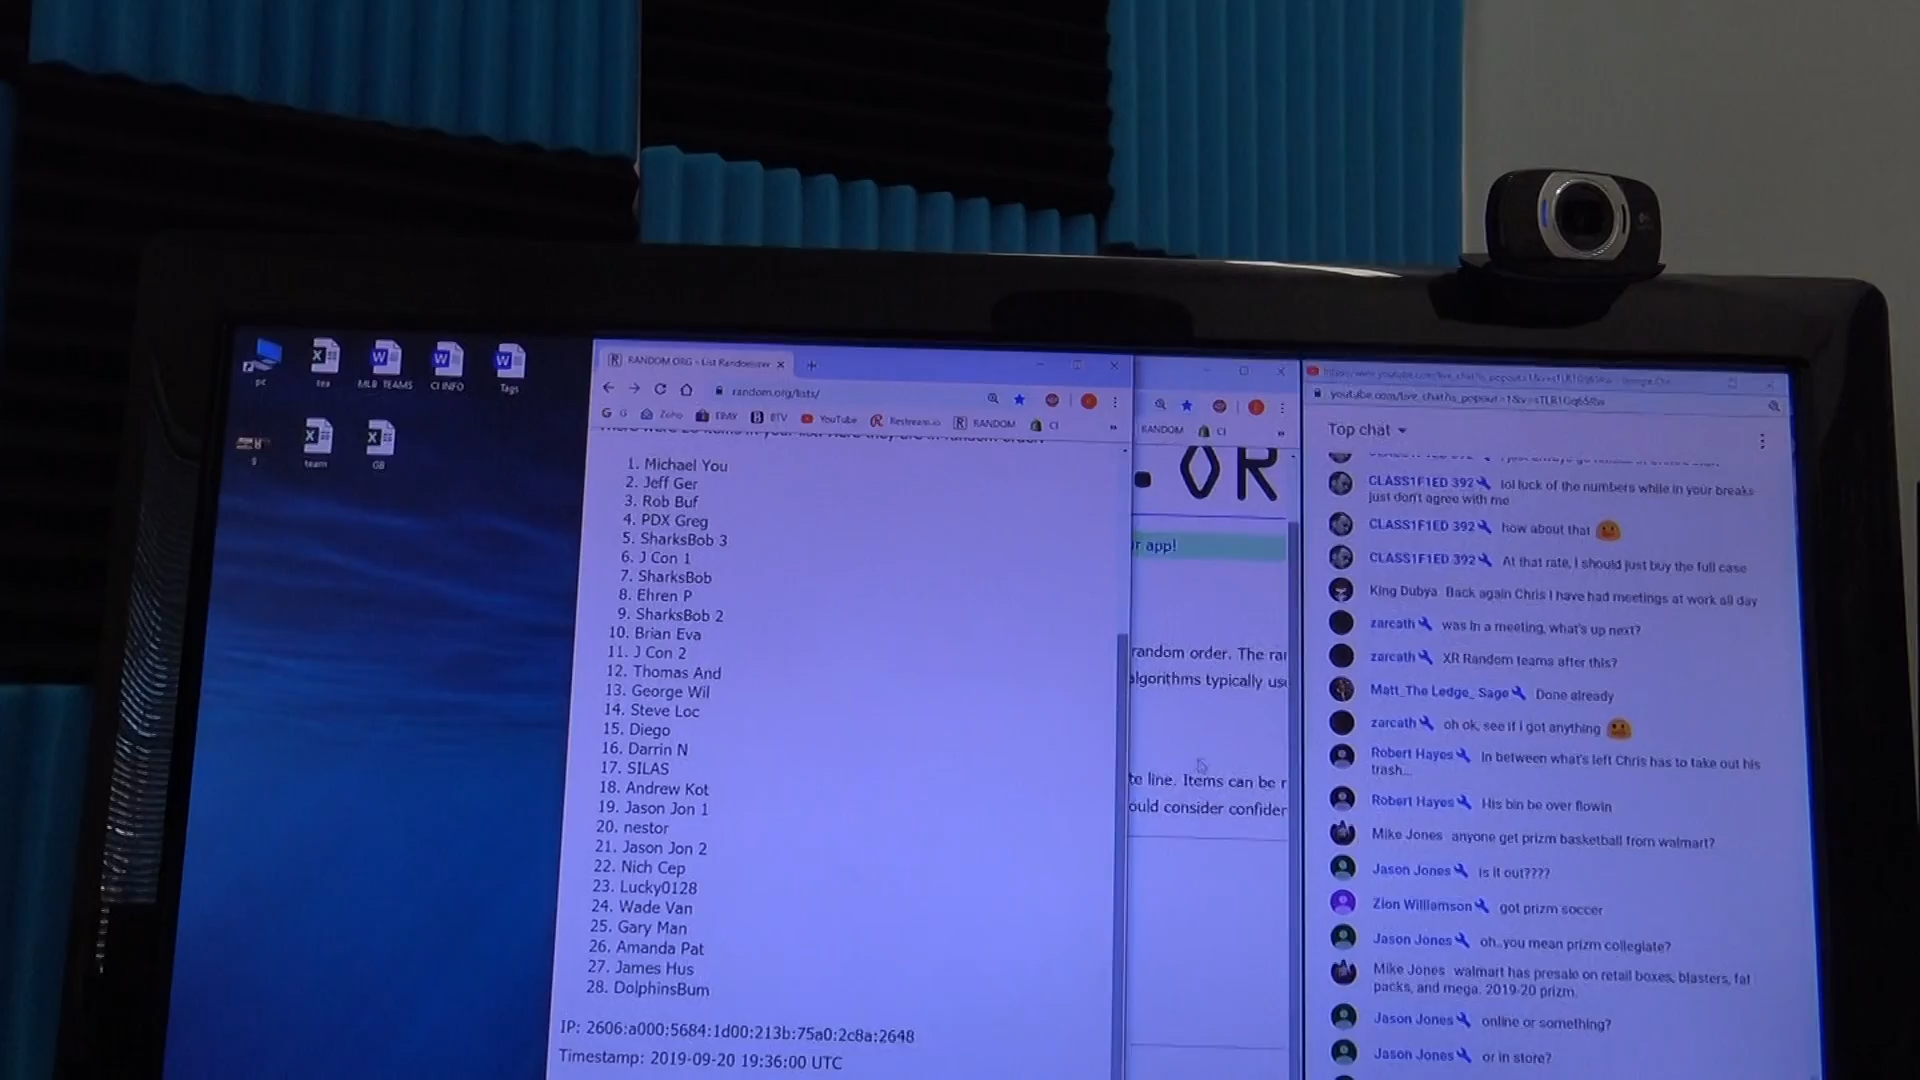 pc
tea
MLB TEAMS
CI INFO
Tags
g
team
GB
RANDOM.ORG - List Randomizer
random.org/lists/
G
Zoho
EBAY
BTV
YouTube
Restream.io
RANDOM
CI
1. Michael You
2. Jeff Ger
3. Rob Buf
4. PDX Greg
5. SharksBob 3
6. J Con 1
7. SharksBob
8. Ehren P
9. SharksBob 2
10. Brian Eva
11. J Con 2
12. Thomas And
13. George Wil
14. Steve Loc
15. Diego
16. Darrin N
17. SILAS
18. Andrew Kot
19. Jason Jon 1
20. nestor
21. Jason Jon 2
22. Nich Cep
23. Lucky0128
24. Wade Van
25. Gary Man
26. Amanda Pat
27. James Hus
28. DolphinsBum
IP: 2606:a000:5684:1d00:213b:75a0:2c8a:2648
Timestamp: 2019-09-20 19:36:00 UTC
RANDOM
CI
.OR
r app!
random order. The rar
algorithms typically use
te line. Items can be r
ould consider confider
Top chat
CLASS1F1ED 392 lol luck of the numbers while in your breaks
just don't agree with me
CLASS1F1ED 392 how about that
CLASS1F1ED 392 At that rate, I should just buy the full case
King Dubya Back again Chris I have had meetings at work all day
zarcath was in a meeting, what's up next?
zarcath XR Random teams after this?
Matt_The Ledge_Sage Done already
zarcath oh ok, see if i got anything
Robert Hayes In between what's left Chris has to take out his
trash...
Robert Hayes His bin be over flowin
Mike Jones anyone get prizm basketball from walmart?
Jason Jones is it out????
Zion Williamson got prizm soccer
Jason Jones oh..you mean prizm collegiate?
Mike Jones walmart has presale on retail boxes, blasters, fat
packs, and mega. 2019-20 prizm.
Jason Jones online or something?
Jason Jones or in store?